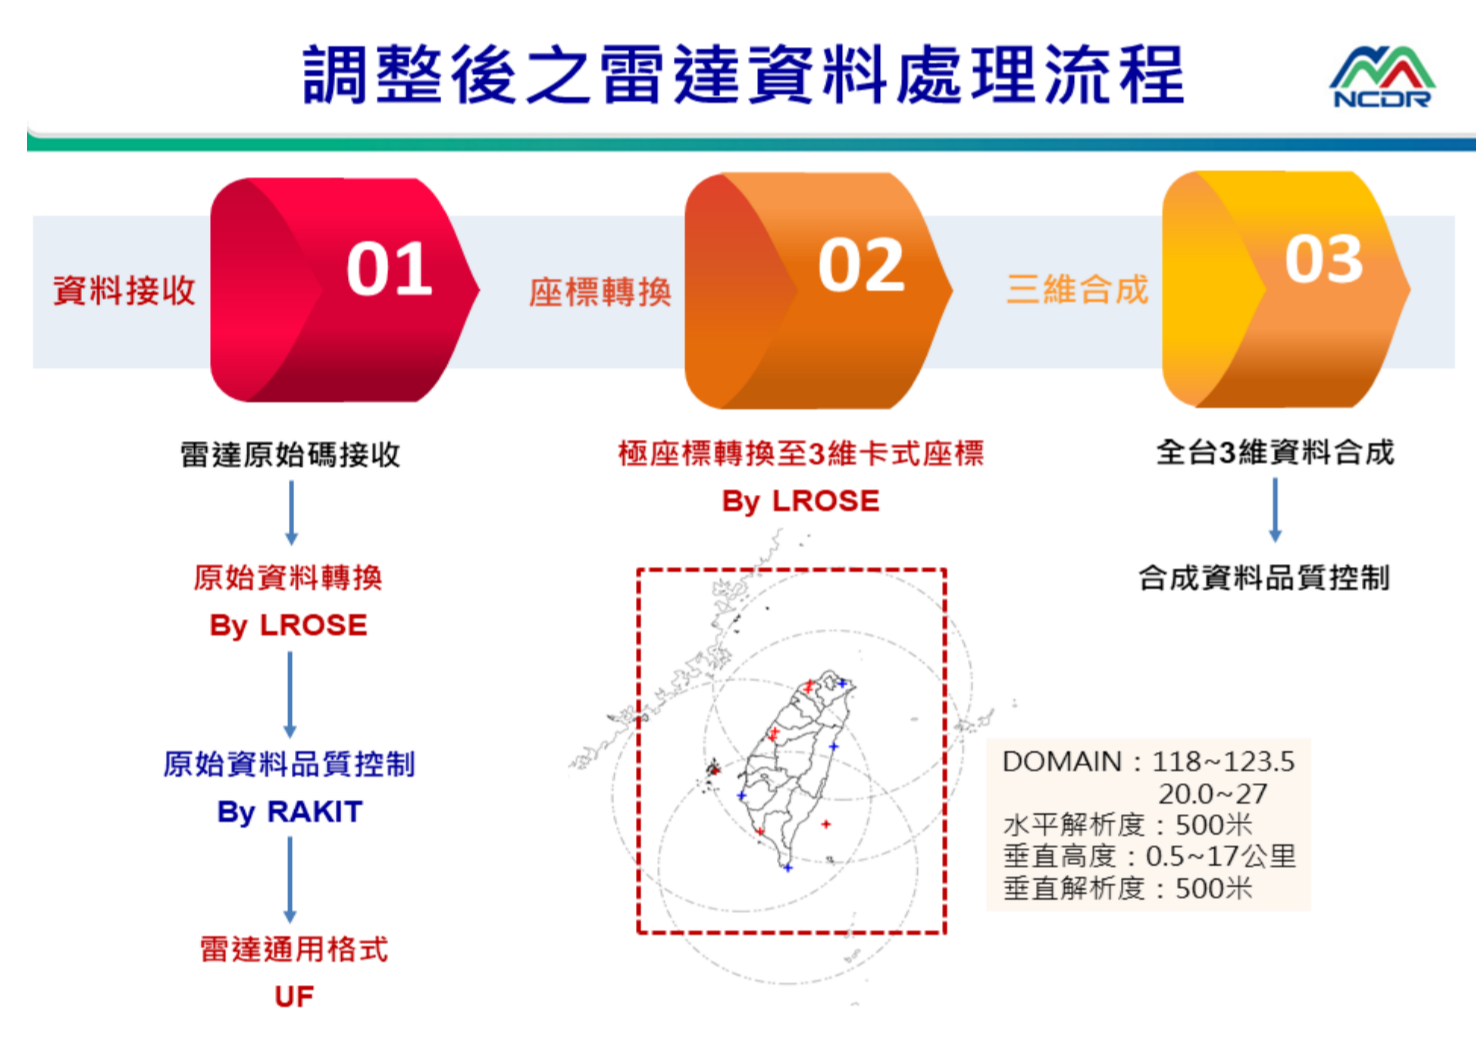 調整後之雷達資料處理流程
NCDR
資料接收
01
座標轉換
02
三維合成
03
雷達原始碼接收
原始資料轉換
By LROSE
原始資料品質控制
By RAKIT
雷達通用格式
UF
極座標轉換至3維卡式座標
By LROSE
DOMAIN：118~123.5
20.0~27
水平解析度：500米
垂直高度：0.5~17公里
垂直解析度：500米
全台3維資料合成
合成資料品質控制